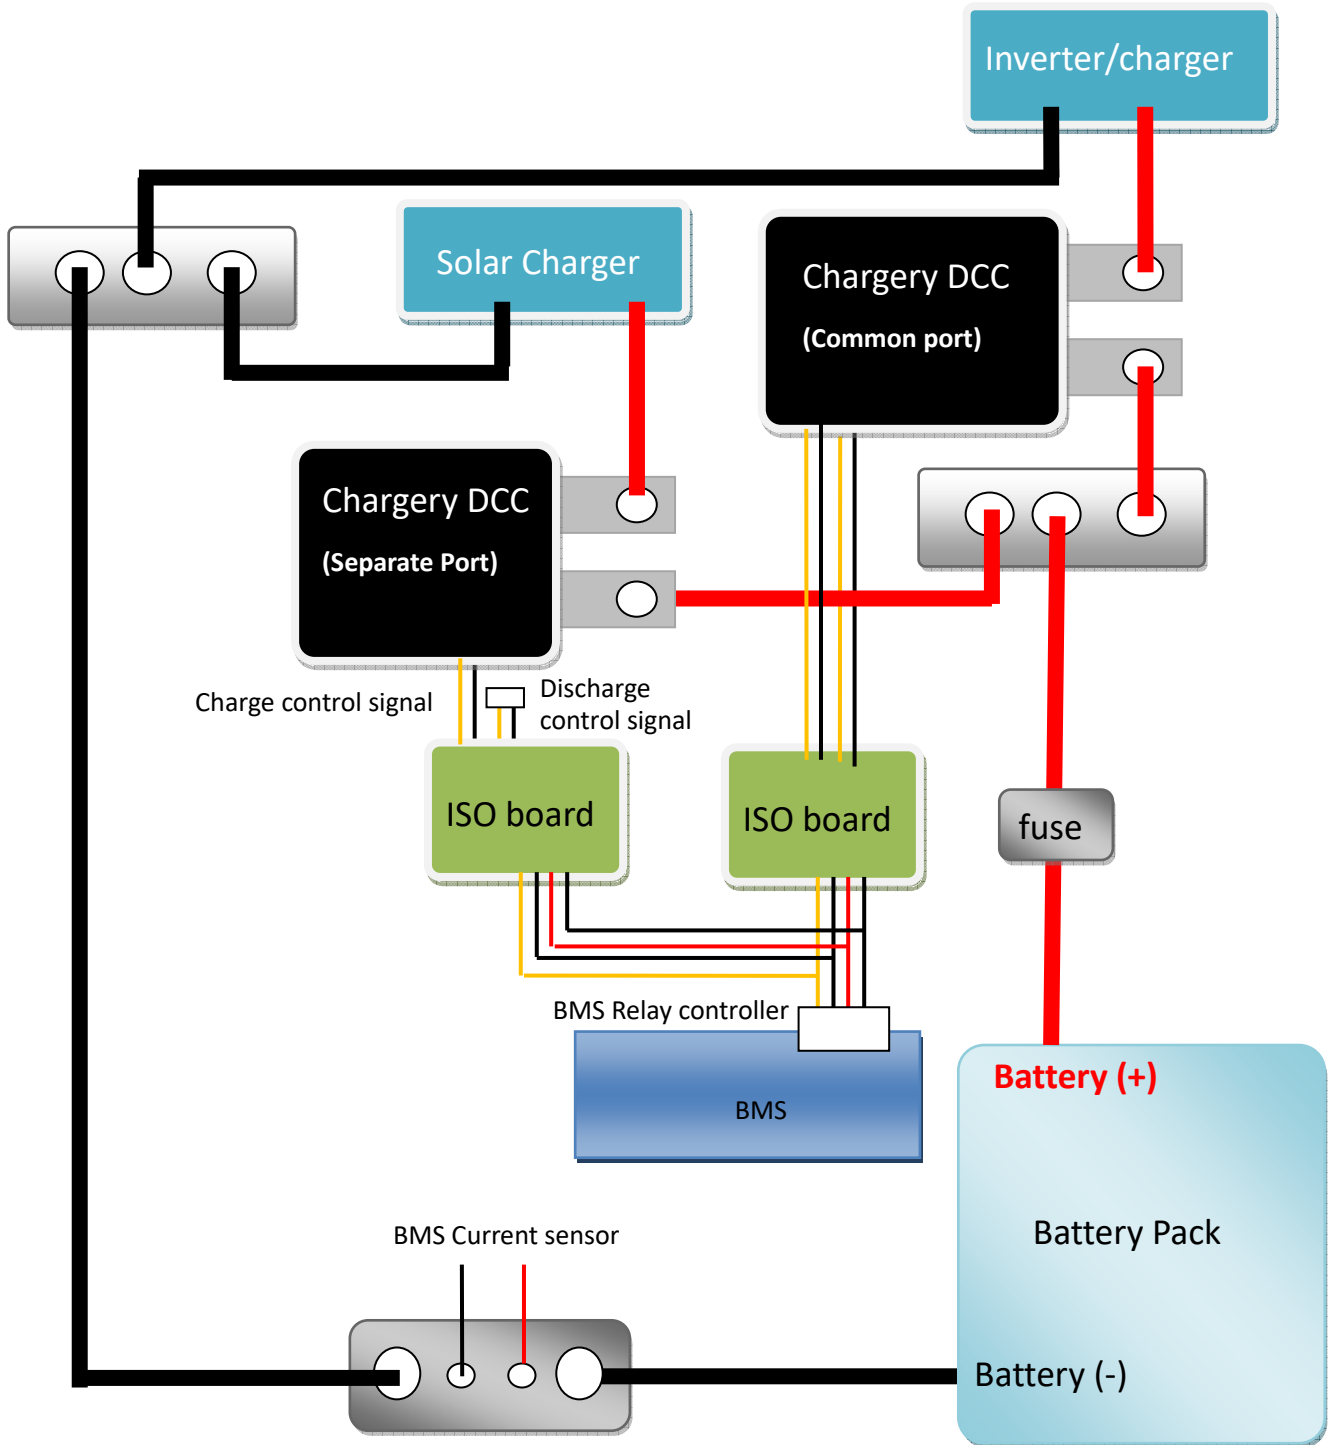 Inverter/charger
Solar Charger
Chargery DCC
(Common port)
Chargery DCC
(Separate Port)
Charge control signal
Discharge
control signal
ISO board
ISO board
fuse
BMS Relay controller
BMS
Battery (+)
Battery Pack
BMS Current sensor
Battery (-)